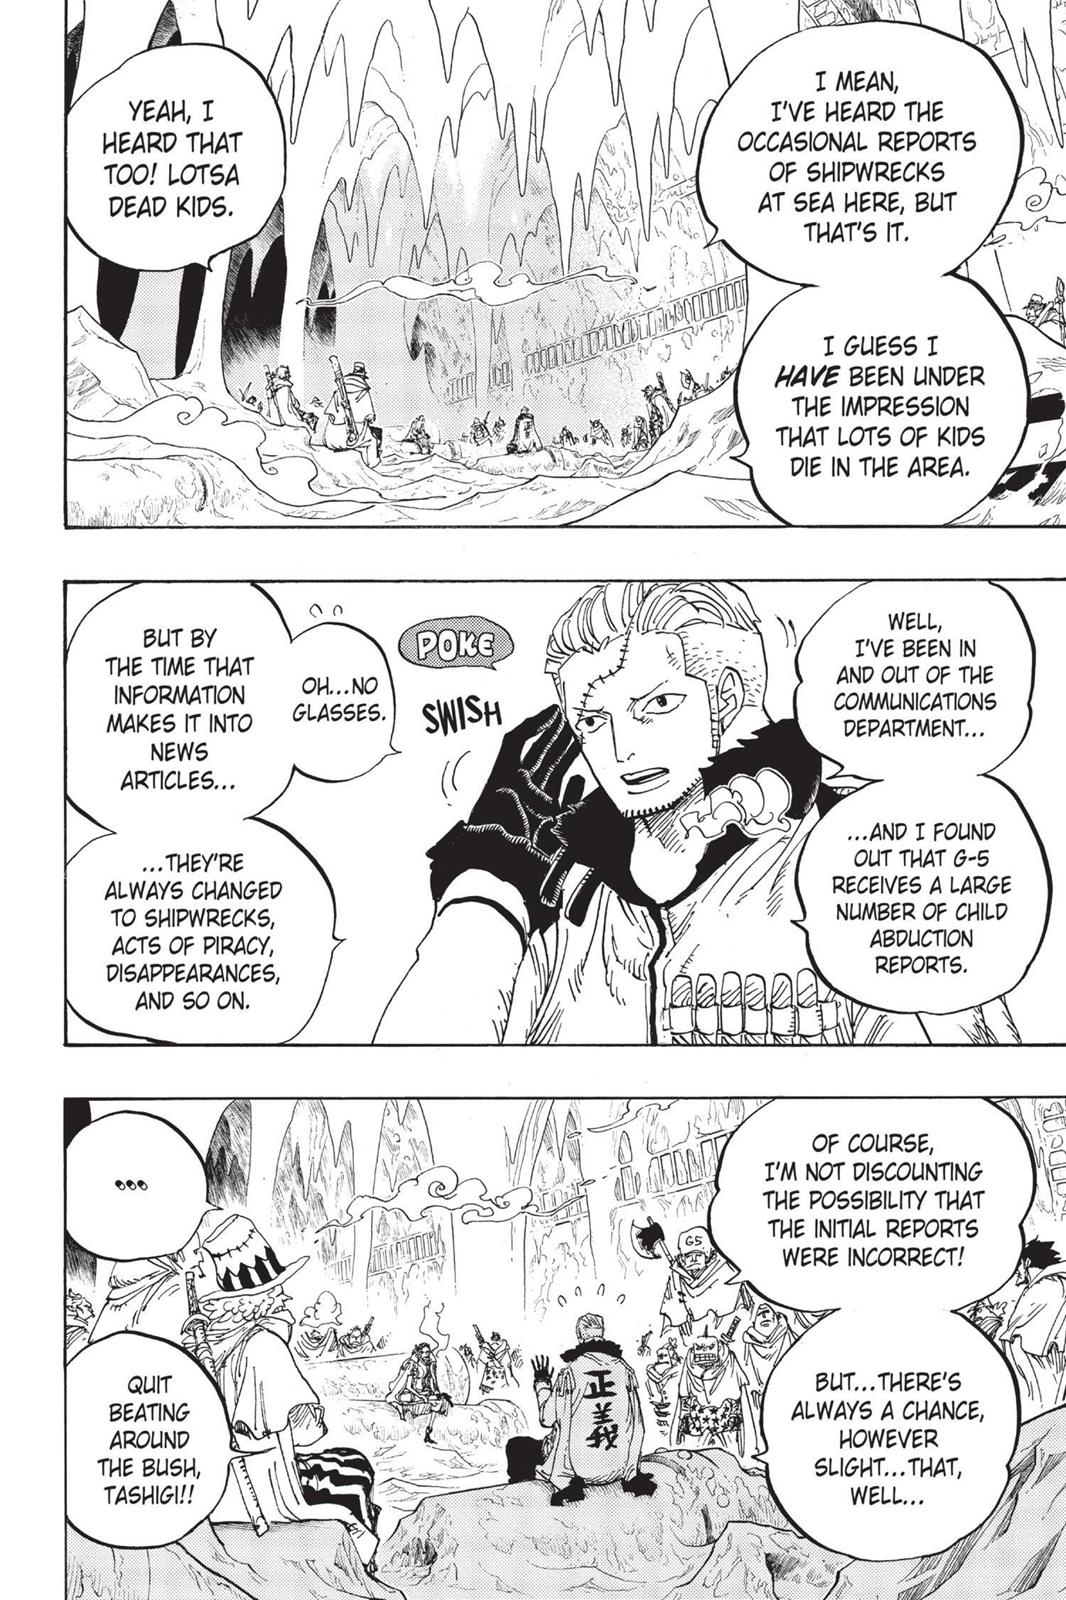 I MEAN,
I'VE HEARD THE
OCCASIONAL REPORTS
OF SHIPWRECKS
AT SEA HERE, BUT
THAT'S IT.
I GUESS I
HAVE BEEN UNDER
THE IMPRESSION
THAT LOTS OF KIDS
DIE IN THE AREA.
YEAH, I
HEARD THAT
TOO! LOTSA
DEAD KIDS.
WELL,
I'VE BEEN IN
AND OUT OF THE
COMMUNICATIONS
DEPARTMENT...
...AND I FOUND
OUT THAT G-5
RECEIVES A LARGE
NUMBER OF CHILD
ABDUCTION
REPORTS.
POKE
SWISH
OH...NO
GLASSES.
BUT BY
THE TIME THAT
INFORMATION
MAKES IT INTO
NEWS
ARTICLES...
...THEY'RE
ALWAYS CHANGED
TO SHIPWRECKS,
ACTS OF PIRACY,
DISAPPEARANCES,
AND SO ON.
OF COURSE,
I'M NOT DISCOUNTING
THE POSSIBILITY THAT
THE INITIAL REPORTS
WERE INCORRECT!
BUT...THERE'S
ALWAYS A CHANCE,
HOWEVER
SLIGHT...THAT,
WELL...
G5
正義
...
QUIT
BEATING
AROUND
THE BUSH,
TASHIGI!!